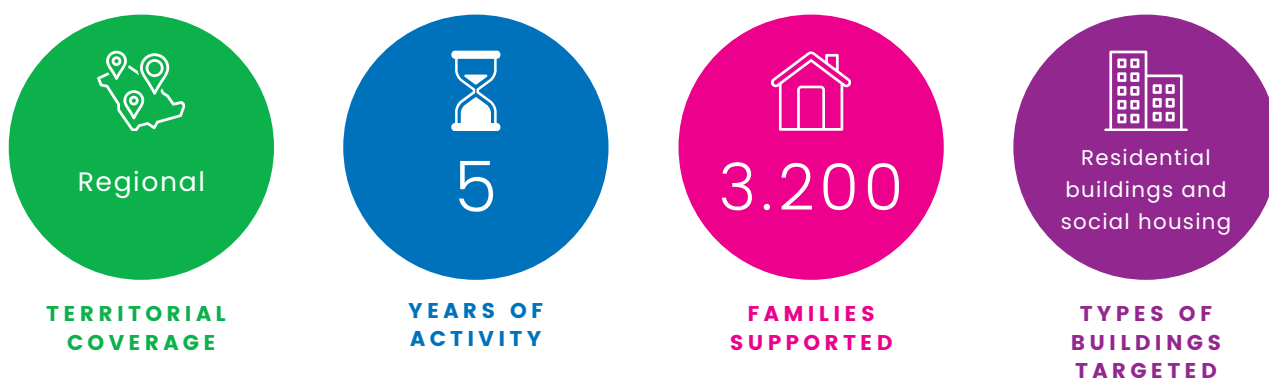 Regional
TERRITORIAL
COVERAGE
5
YEARS OF
ACTIVITY
3.200
FAMILIES
SUPPORTED
Residential
buildings and
social housing
TYPES OF
BUILDINGS
TARGETED